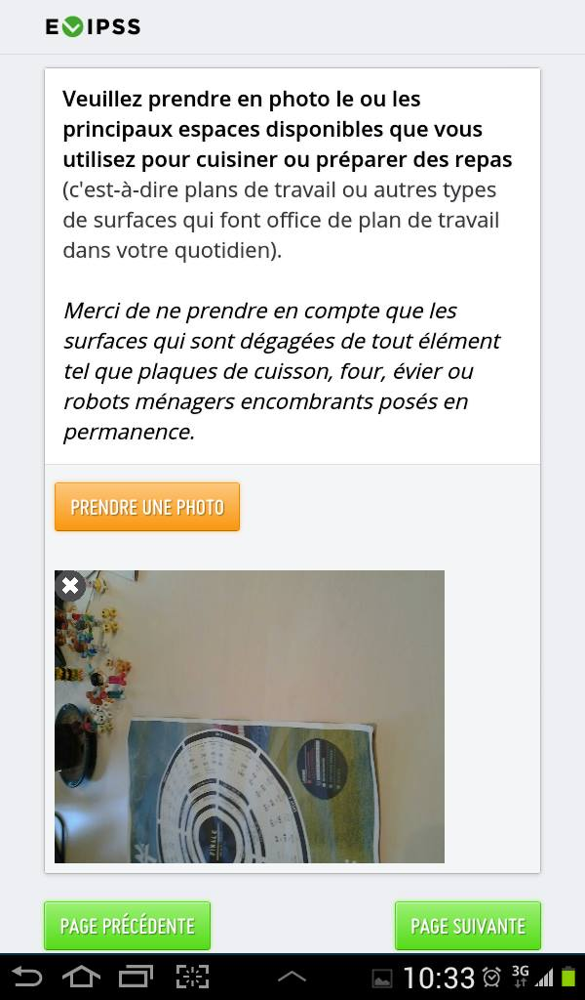 E IPSS
Veuillez prendre en photo le ou les
principaux espaces disponibles que vous
utilisez pour cuisiner ou préparer des repas
(c'est-à-dire plans de travail ou autres types
de surfaces qui font office de plan de travail
dans votre quotidien).
Merci de ne prendre en compte que les
surfaces qui sont dégagées de tout élément
tel que plaques de cuisson, four, évier ou
robots ménagers encombrants posés en
permanence.
PRENDRE UNE PHOTO
FINALE
PAGE PRÉCÉDENTE
PAGE SUIVANTE
10:33
3G